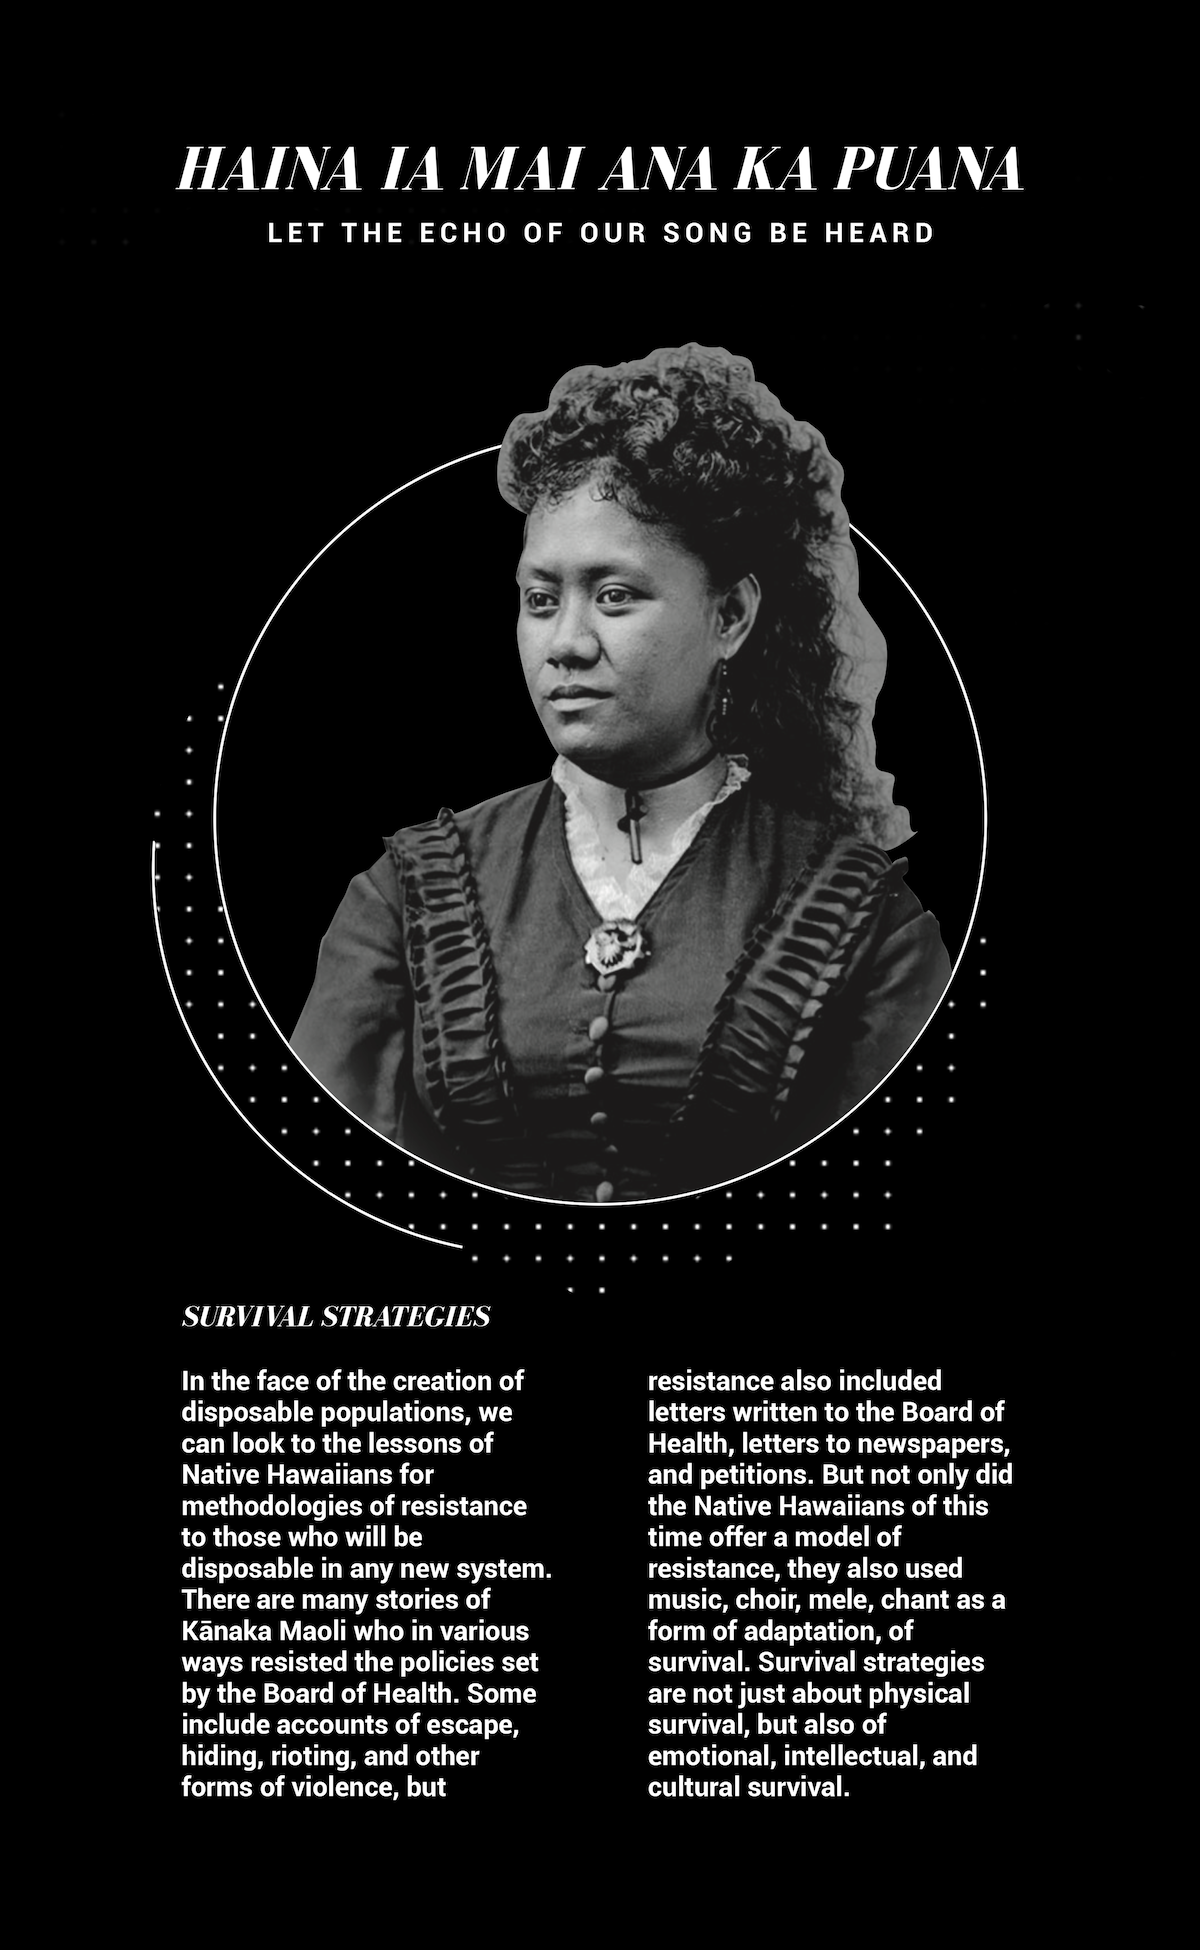 HAINA IA MAI ANA KA PUANA
LET THE ECHO OF OUR SONG BE HEARD
SURVIVAL STRATEGIES
In the face of the creation of
disposable populations, we
can look to the lessons of
Native Hawaiians for
methodologies of resistance
to those who will be
disposable in any new system.
There are many stories of
Kānaka Maoli who in various
ways resisted the policies set
by the Board of Health. Some
include accounts of escape,
hiding, rioting, and other
forms of violence, but
resistance also included
letters written to the Board of
Health, letters to newspapers,
and petitions. But not only did
the Native Hawaiians of this
time offer a model of
resistance, they also used
music, choir, mele, chant as a
form of adaptation, of
survival. Survival strategies
are not just about physical
survival, but also of
emotional, intellectual, and
cultural survival.